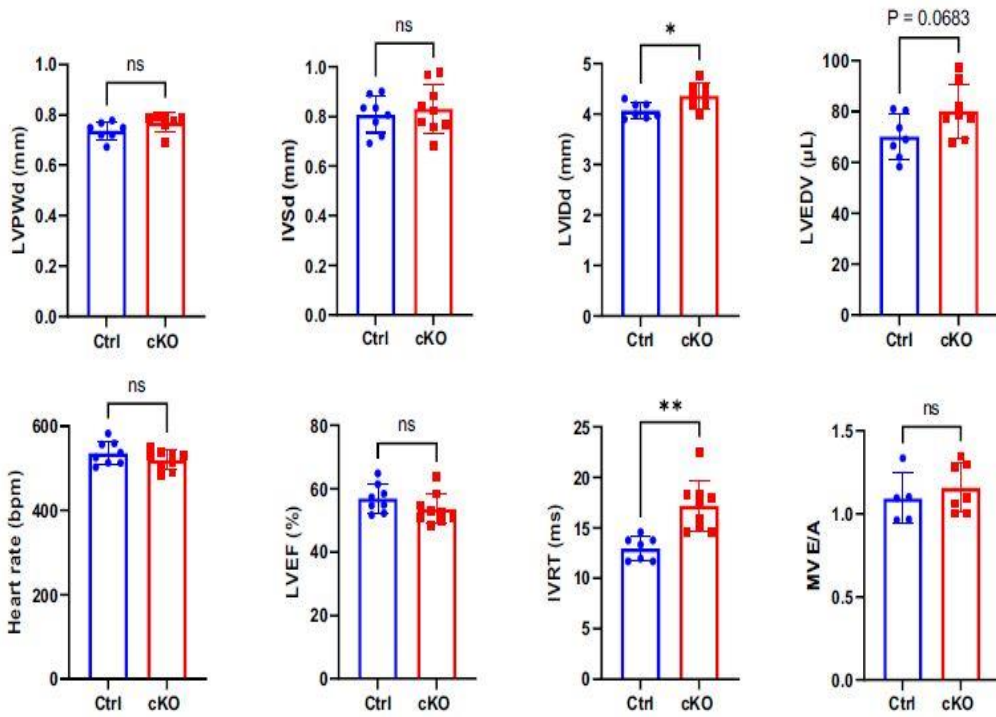 LVPWd (mm)
1.0
0.8
0.6
0.4
0.2
0.0
ns
Ctrl cKO
IVSd (mm)
1.0
0.8
0.6
0.4
0.2
0.0
ns
Ctrl cKO
LVIDd (mm)
5
4
3
2
1
0
*
Ctrl cKO
LVEDV (µL)
100
80
60
40
20
0
P = 0.0683
Ctrl cKO
Heart rate (bpm)
600
400
200
0
ns
Ctrl cKO
LVEF (%)
80
60
40
20
0
ns
Ctrl cKO
IVRT (ms)
25
20
15
10
5
0
**
Ctrl cKO
MV E/A
1.5
1.0
0.5
0.0
ns
Ctrl cKO